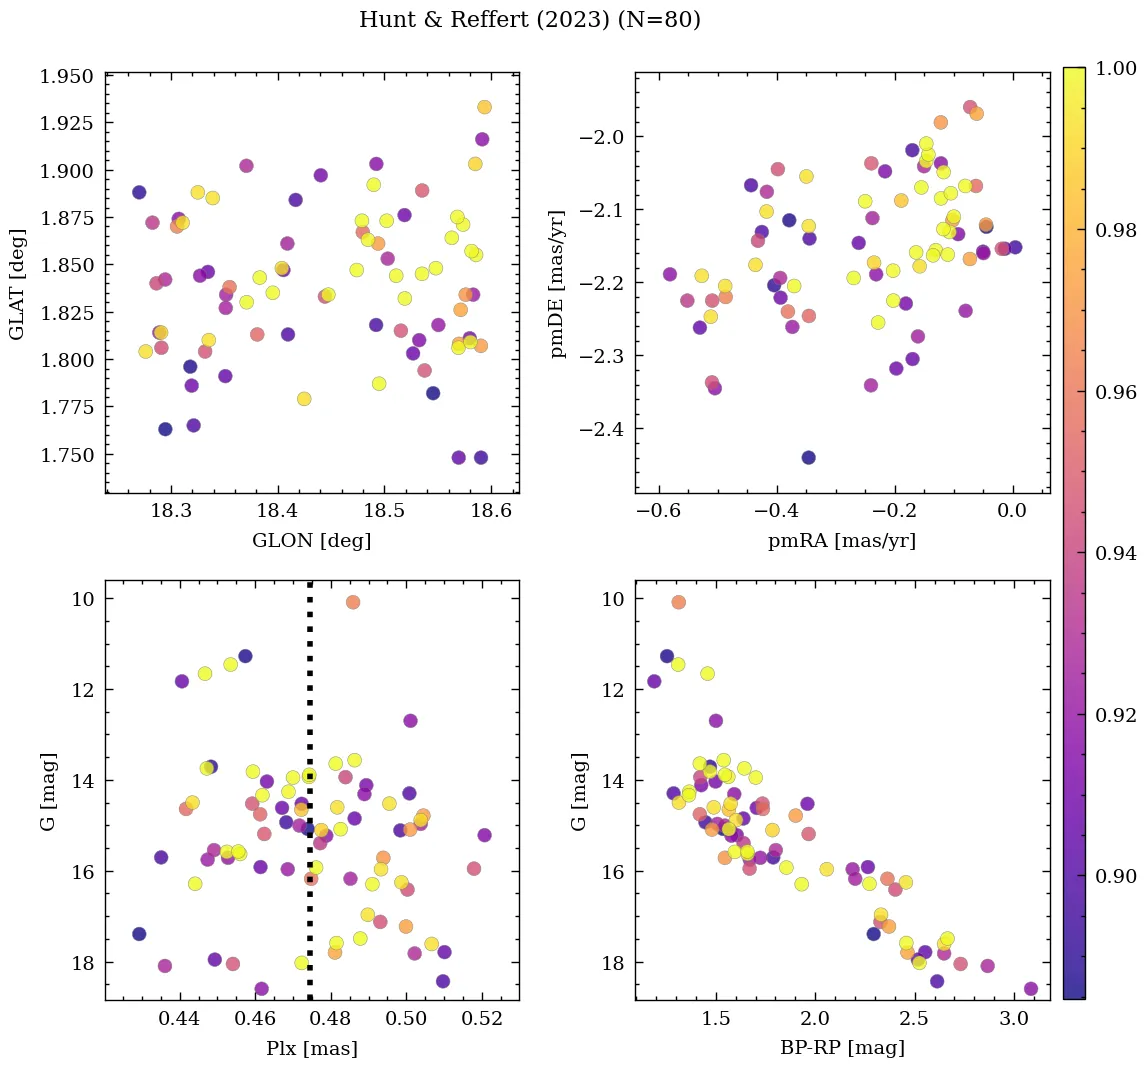 Hunt & Reffert (2023) (N=80)
1.950
1.925
1.900
1.875
1.850
1.825
1.800
1.775
1.750
GLAT [deg]
18.3 18.4 18.5 18.6
GLON [deg]
−2.0
−2.1
−2.2
−2.3
−2.4
pmDE [mas/yr]
−0.6 −0.4 −0.2 0.0
pmRA [mas/yr]
10
12
14
16
18
G [mag]
0.44 0.46 0.48 0.50 0.52
Plx [mas]
10
12
14
16
18
G [mag]
1.5 2.0 2.5 3.0
BP-RP [mag]
1.00
0.98
0.96
0.94
0.92
0.90